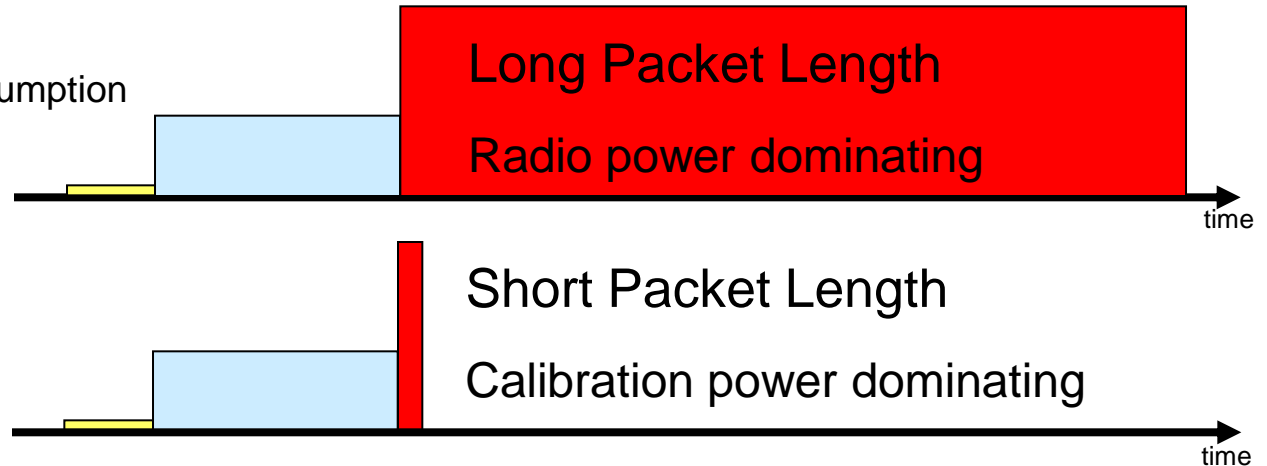 Long Packet Length
umption
Radio power dominating
time
Short Packet Length
Calibration power dominating
time